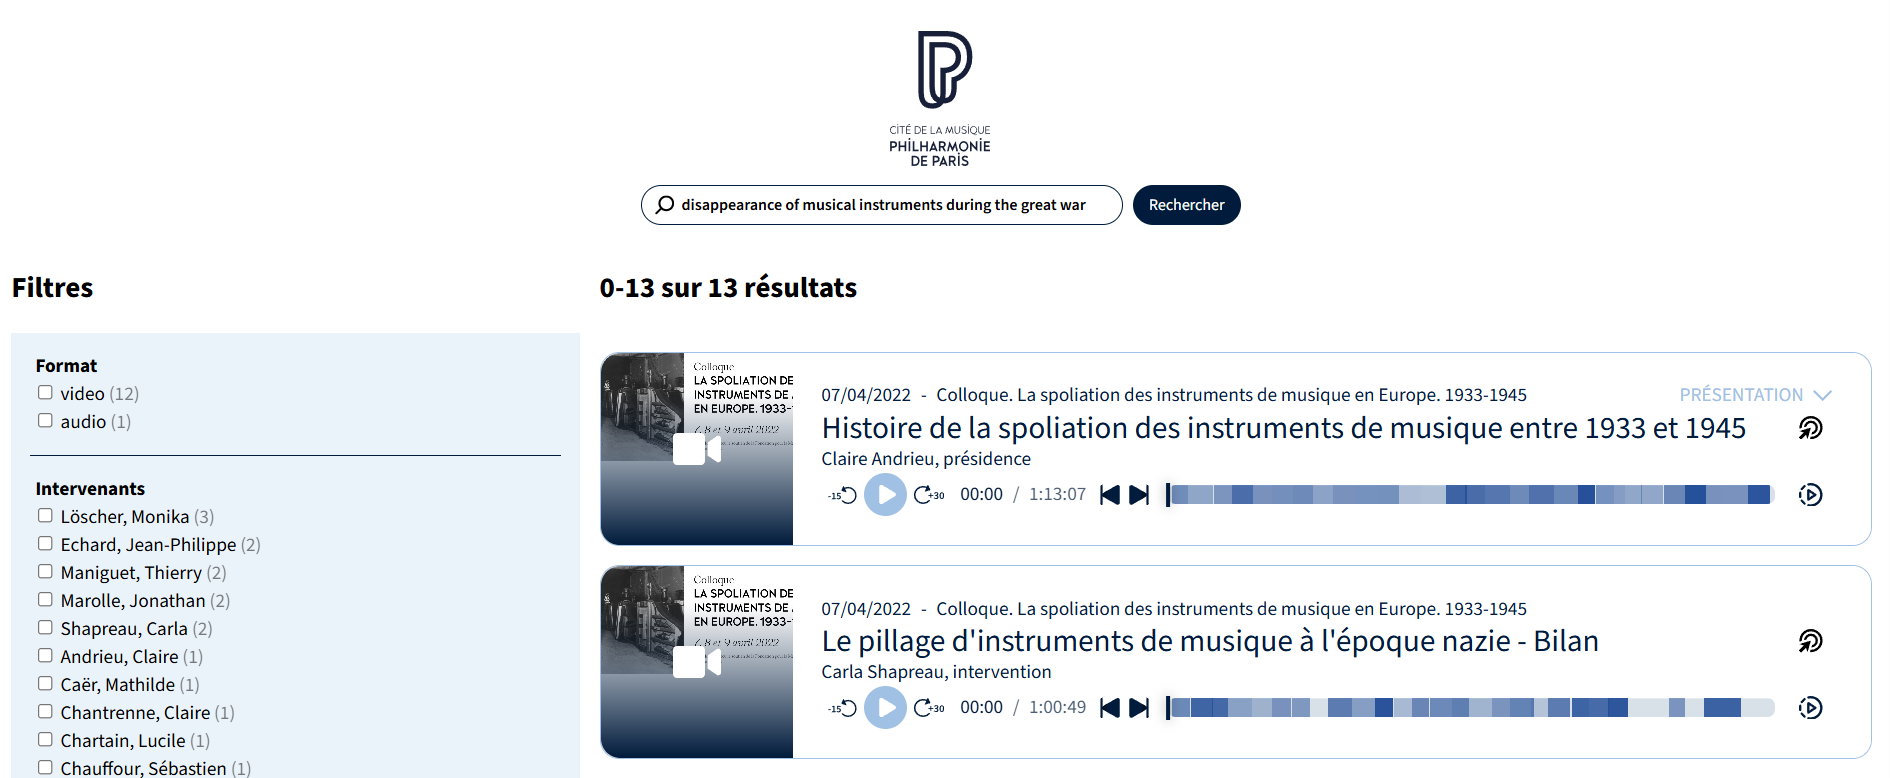 CITÉ DE LA MUSIQUE
PHILHARMONIE
DE PARIS
disappearance of musical instruments during the great war
Rechercher
Filtres
Format
video (12)
audio (1)
Intervenants
Löscher, Monika (3)
Echard, Jean-Philippe (2)
Maniguet, Thierry (2)
Marolle, Jonathan (2)
Shapreau, Carla (2)
Andrieu, Claire (1)
Caër, Mathilde (1)
Chantrenne, Claire (1)
Chartain, Lucile (1)
Chauffour, Sébastien (1)
0-13 sur 13 résultats
Colloque
LA SPOLIATION DE
INSTRUMENTS DE
EN EUROPE. 1933-
7, 8 et 9 avril 2022
07/04/2022 - Colloque. La spoliation des instruments de musique en Europe. 1933-1945
PRÉSENTATION
Histoire de la spoliation des instruments de musique entre 1933 et 1945
Claire Andrieu, présidence
-15 +30 00:00 / 1:13:07
Colloque
LA SPOLIATION DE
INSTRUMENTS DE
EN EUROPE. 1933-
7, 8 et 9 avril 2022
07/04/2022 - Colloque. La spoliation des instruments de musique en Europe. 1933-1945
Le pillage d'instruments de musique à l'époque nazie - Bilan
Carla Shapreau, intervention
-15 +30 00:00 / 1:00:49